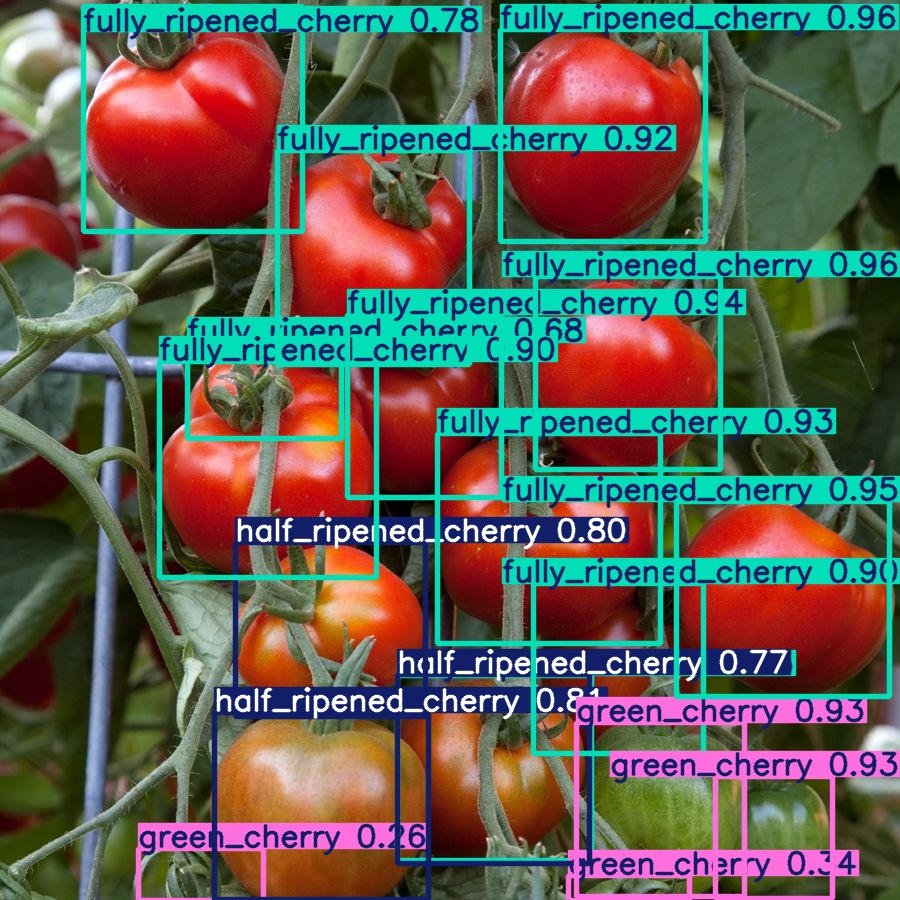 fully_ripened_cherry 0.78
fully_ripened_cherry 0.96
fully_ripened_cherry 0.92
fully_ripened_cherry 0.96
fully_ripened_cherry 0.94
fully_ripened_cherry 0.68
fully_ripened_cherry 0.90
fully_ripened_cherry 0.93
fully_ripened_cherry 0.95
half_ripened_cherry 0.80
fully_ripened_cherry 0.90
half_ripened_cherry 0.77
half_ripened_cherry 0.81
green_cherry 0.93
green_cherry 0.93
green_cherry 0.26
green_cherry 0.34